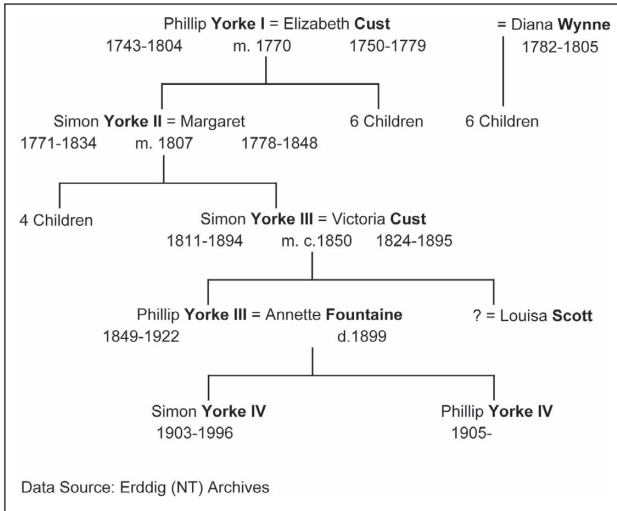 Phillip Yorke I = Elizabeth Cust = Diana Wynne
1743-1804 m. 1770 1750-1779 1782-1805
6 Children 6 Children
Simon Yorke II = Margaret
1771-1834 m. 1807 1778-1848
4 Children
Simon Yorke III = Victoria Cust
1811-1894 m. c.1850 1824-1895
Phillip Yorke III = Annette Fountaine ? = Louisa Scott
1849-1922 d.1899
Simon Yorke IV Phillip Yorke IV
1903-1996 1905-
Data Source: Erddig (NT) Archives